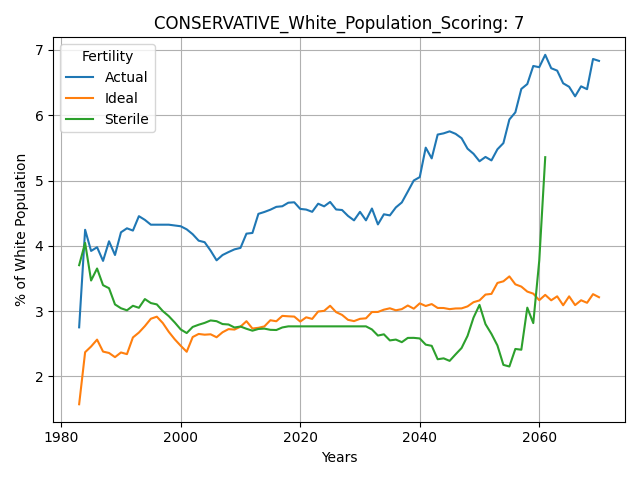 CONSERVATIVE_White_Population_Scoring: 7
Fertility
Actual
Ideal
Sterile
% of White Population
7
6
5
4
3
2
1980
2000
2020
2040
2060
Years